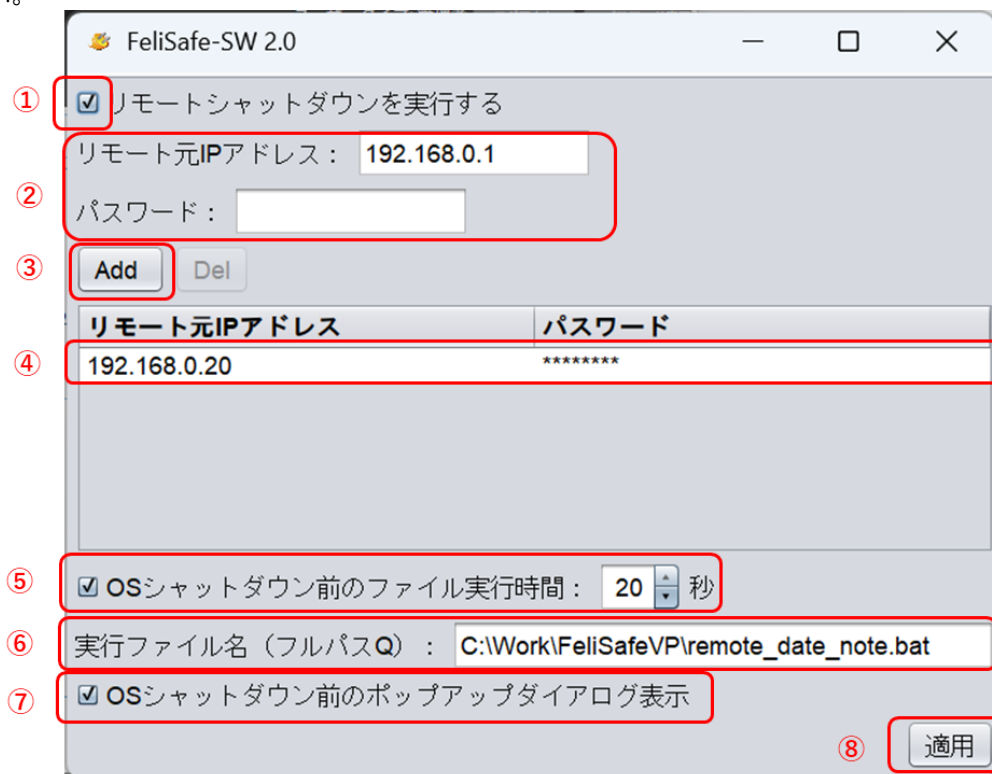 FeliSafe-SW 2.0
① リモートシャットダウンを実行する
リモート元IPアドレス： 192.168.0.1
②
パスワード：
③ Add Del
リモート元IPアドレス パスワード
④ 192.168.0.20 ********
⑤ OSシャットダウン前のファイル実行時間： 20 秒
⑥ 実行ファイル名（フルパスQ）： C:\Work\FeliSafeVP\remote_date_note.bat
⑦ OSシャットダウン前のポップアップダイアログ表示
⑧ 適用